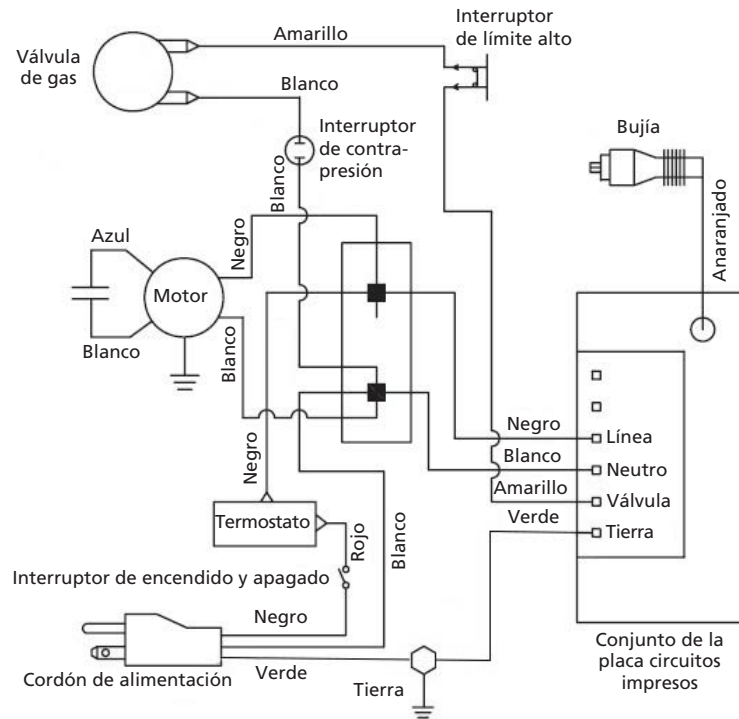 Amarillo
Interruptor
de límite alto
Válvula
de gas
Blanco
Interruptor
de contra-
presión
Bujía
Blanco
Anaranjado
Negro
Azul
Motor
Blanco
Blanco
Negro
Línea
Blanco
Neutro
Amarillo
Válvula
Verde
Tierra
Negro
Termostato
Rojo
Blanco
Interruptor de encendido y apagado
Negro
Verde
Cordón de alimentación
Tierra
Conjunto de la
placa circuitos
impresos